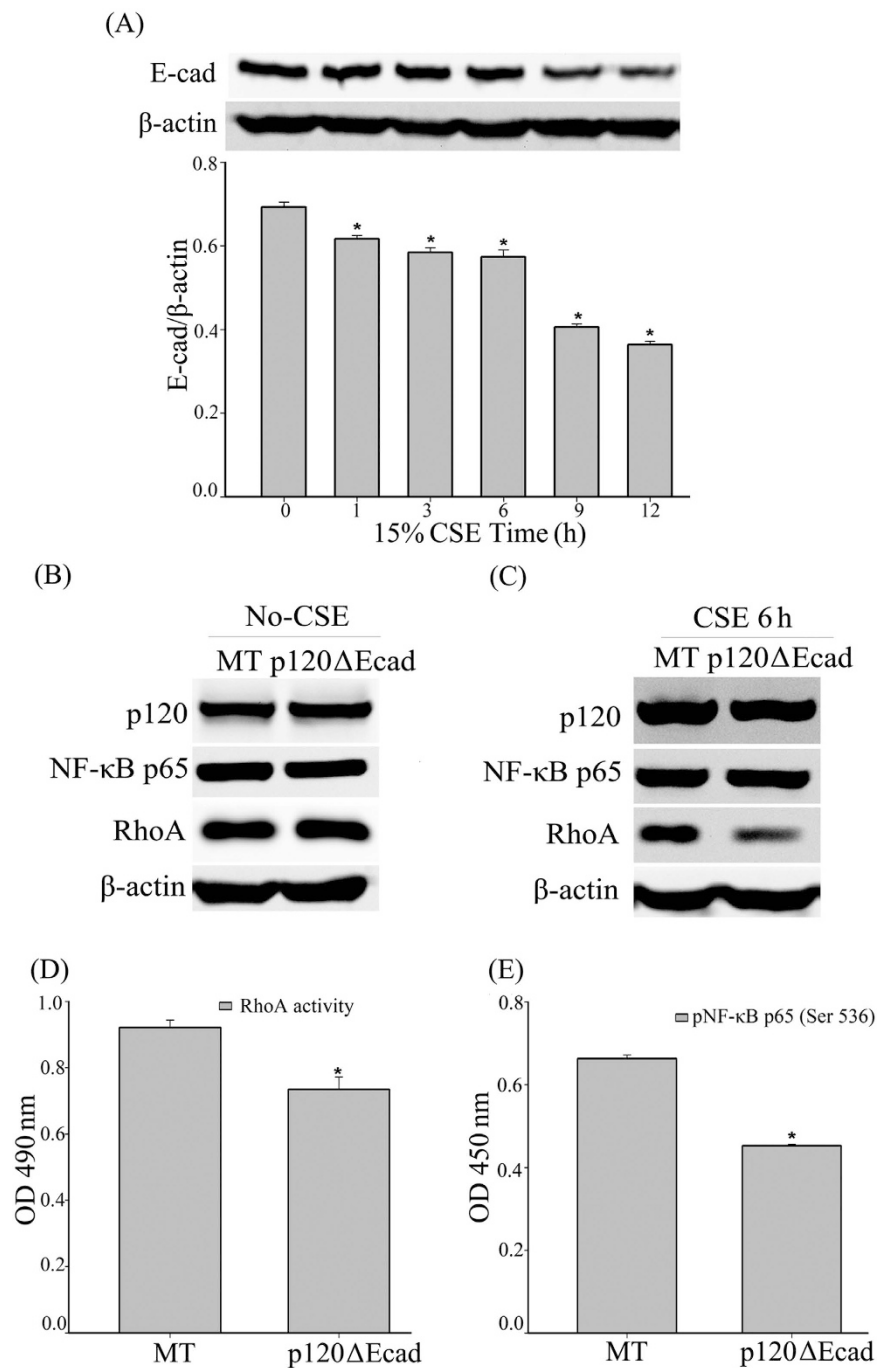 (A)
E-cad
β-actin
0.8
0.6
0.4
0.2
0.0
E-cad/β-actin
* * * * *
0 1 3 6 9 12
15% CSE Time (h)
(B)
No-CSE
MT p120ΔEcad
p120
NF-κB p65
RhoA
β-actin
(C)
CSE 6 h
MT p120ΔEcad
p120
NF-κB p65
RhoA
β-actin
(D)
1.0
0.8
0.6
0.4
0.2
0.0
OD 490 nm
RhoA activity
*
MT p120ΔEcad
(E)
0.8
0.6
0.4
0.2
0.0
OD 450 nm
pNF-κB p65 (Ser 536)
*
MT p120ΔEcad